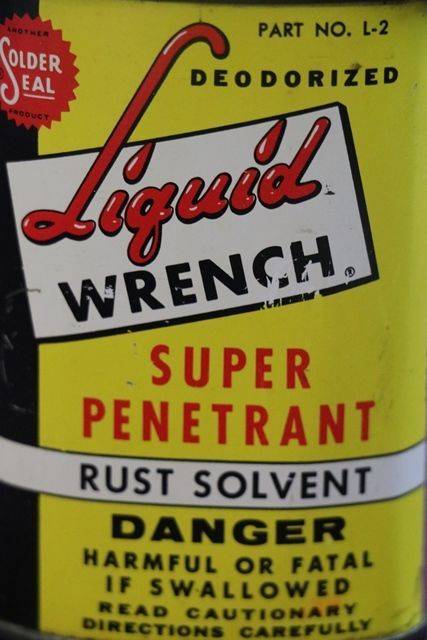 ANOTHER
SOLDER
SEAL
PRODUCT
PART NO. L-2
DEODORIZED
Liquid
WRENCH®
SUPER
PENETRANT
RUST SOLVENT
DANGER
HARMFUL OR FATAL
IF SWALLOWED
READ CAUTIONARY
DIRECTIONS CAREFULLY